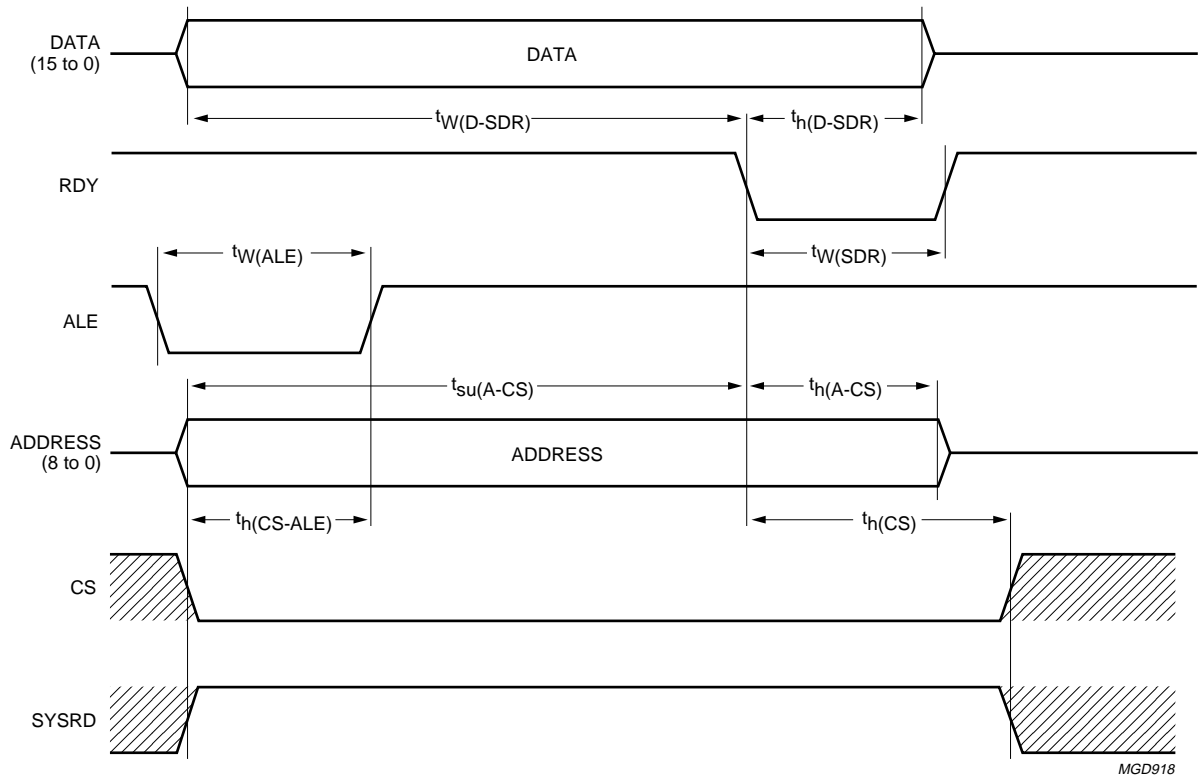 DATA
(15 to 0)
DATA
tW(D-SDR)
th(D-SDR)
RDY
tW(ALE)
tW(SDR)
ALE
tsu(A-CS)
th(A-CS)
ADDRESS
(8 to 0)
ADDRESS
th(CS-ALE)
th(CS)
CS
SYSRD
MGD918